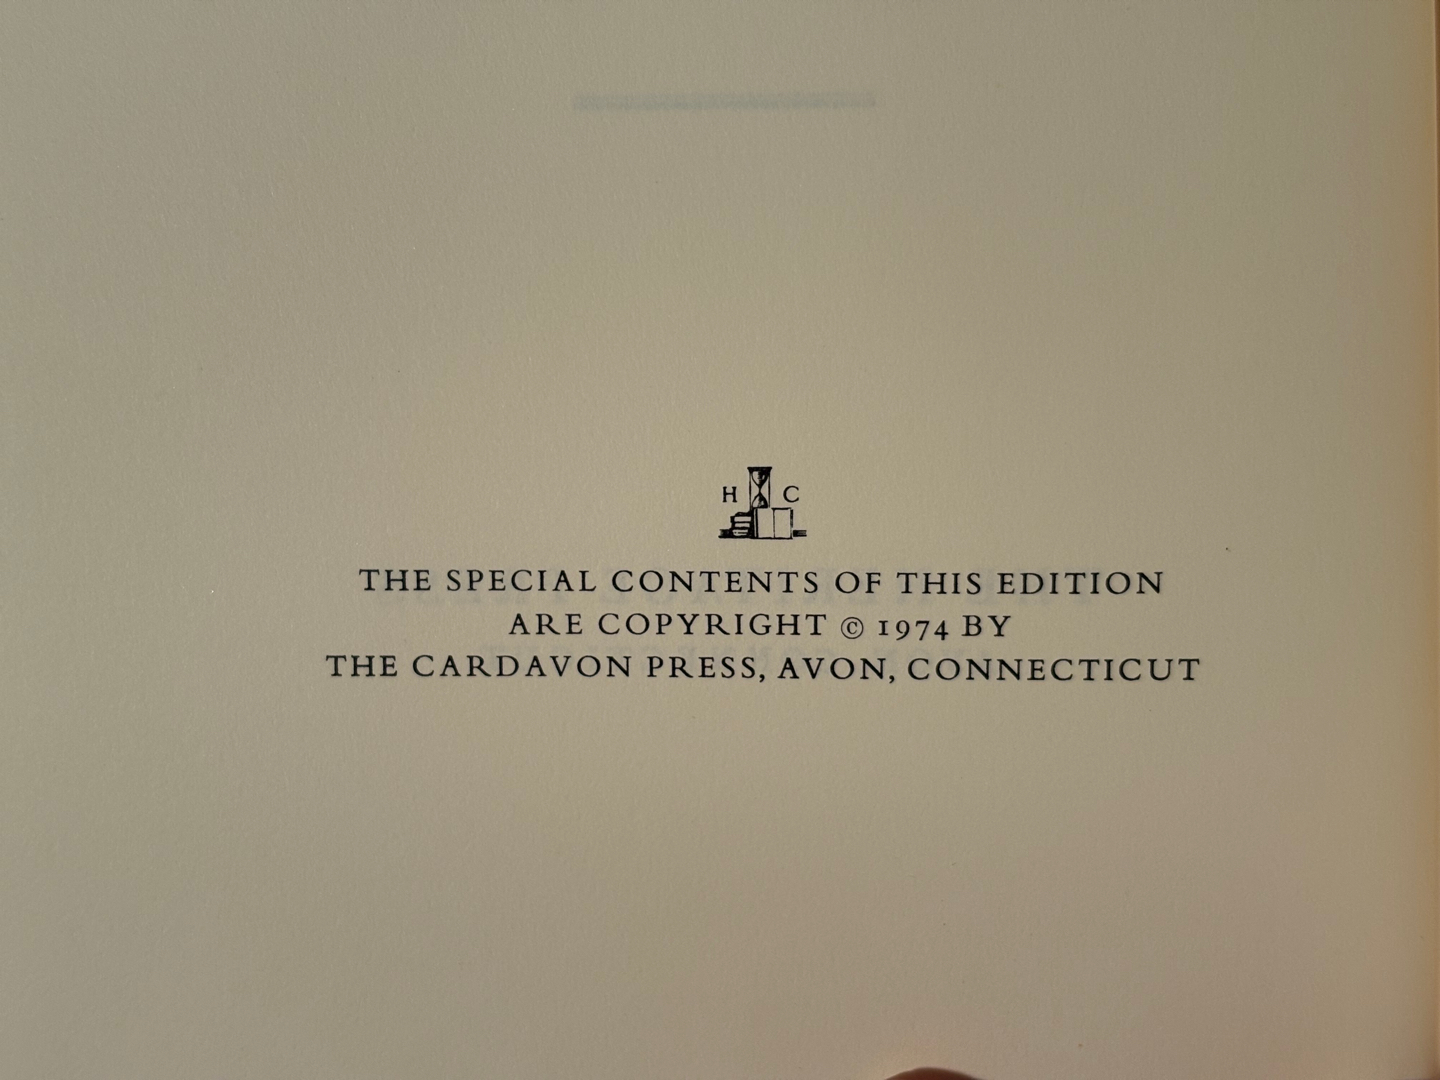 H C
THE SPECIAL CONTENTS OF THIS EDITION
ARE COPYRIGHT © 1974 BY
THE CARDAVON PRESS, AVON, CONNECTICUT